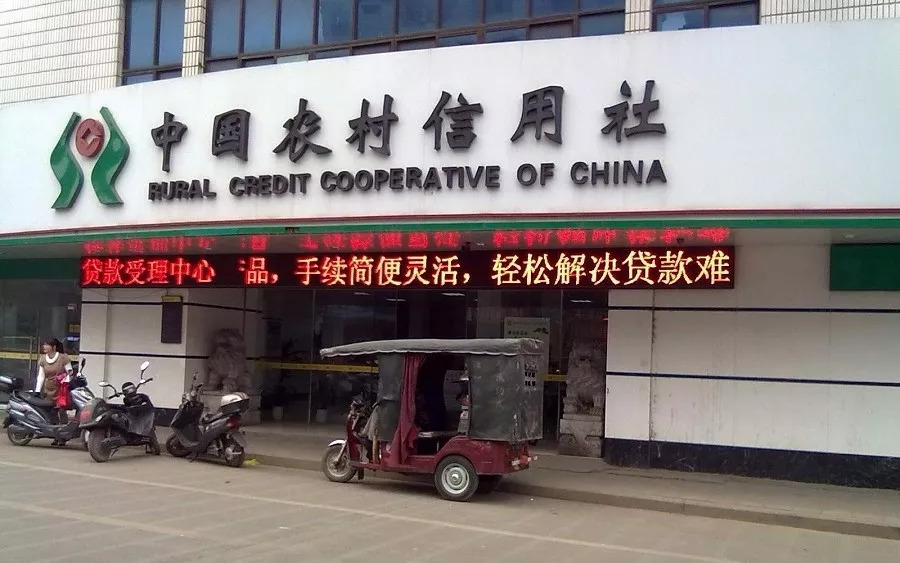 中国农村信用社
RURAL CREDIT COOPERATIVE OF CHINA
贷款受理中心 品，手续简便灵活，轻松解决贷款难